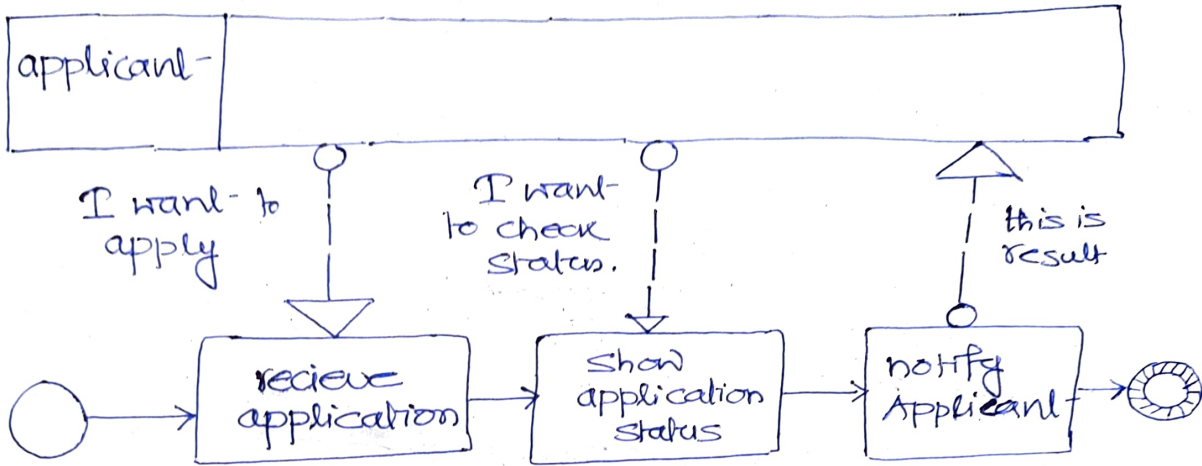 applicant
I want to
apply
I want
to check
status.
this is
result
recieve
application
show
application
status
notify
Applicant